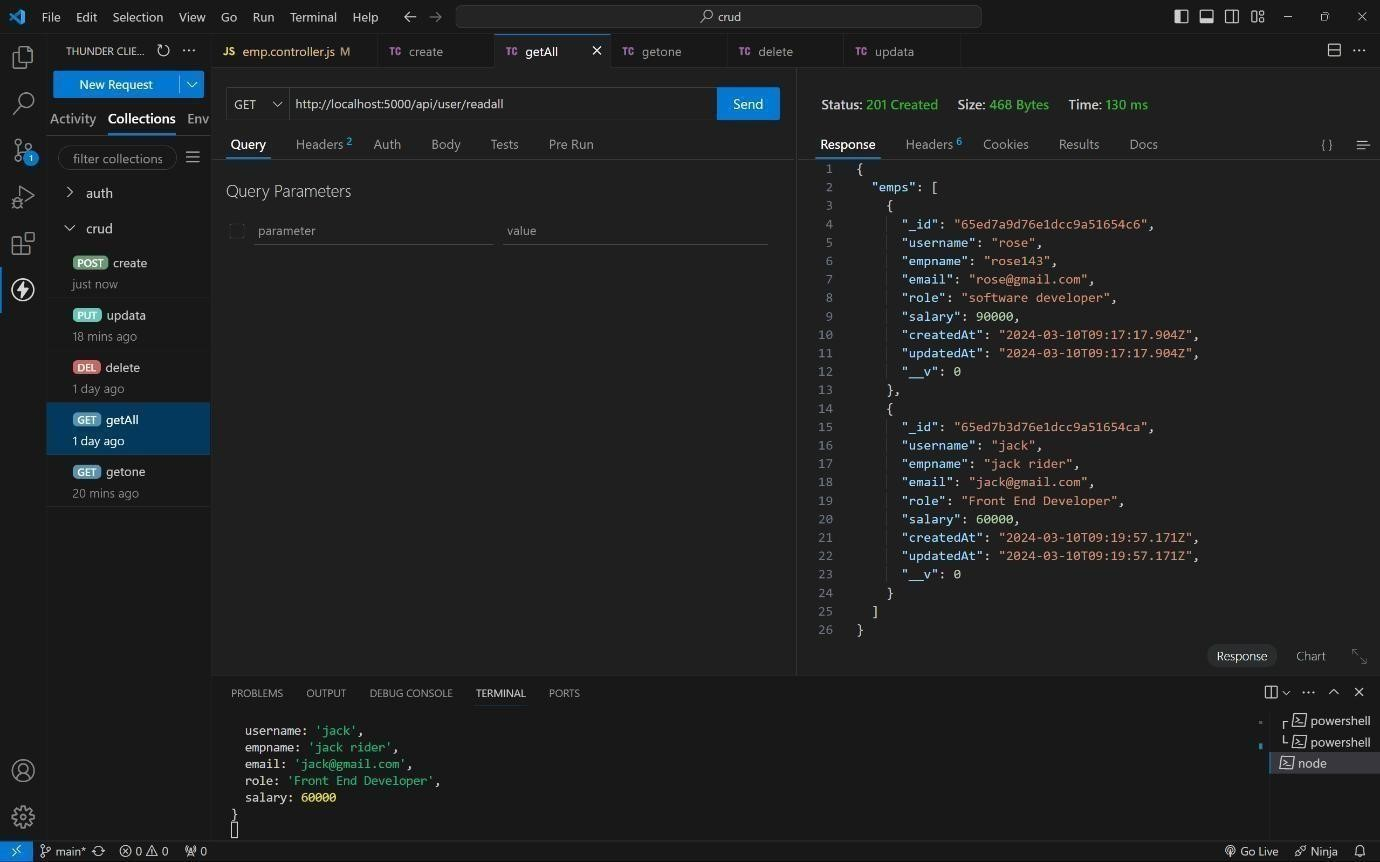 File Edit Selection View Go Run Terminal Help crud
THUNDER CLIE...
JS emp.controller.js M
TC create
TC getAll
TC getone
TC delete
TC updata
New Request
Activity Collections Env
filter collections
auth
crud
POST create
just now
PUT updata
18 mins ago
DEL delete
1 day ago
GET getAll
1 day ago
GET getone
20 mins ago
1
GET http://localhost:5000/api/user/readall Send
Query Headers 2 Auth Body Tests Pre Run
Query Parameters
parameter value
Status: 201 Created Size: 468 Bytes Time: 130 ms
Response Headers 6 Cookies Results Docs { }
1 {
2 "emps": [
3 {
4 "_id": "65ed7a9d76e1dcc9a51654c6",
5 "username": "rose",
6 "empname": "rose143",
7 "email": "rose@gmail.com",
8 "role": "software developer",
9 "salary": 90000,
10 "createdAt": "2024-03-10T09:17:17.904Z",
11 "updatedAt": "2024-03-10T09:17:17.904Z",
12 "__v": 0
13 },
14 {
15 "_id": "65ed7b3d76e1dcc9a51654ca",
16 "username": "jack",
17 "empname": "jack rider",
18 "email": "jack@gmail.com",
19 "role": "Front End Developer",
20 "salary": 60000,
21 "createdAt": "2024-03-10T09:19:57.171Z",
22 "updatedAt": "2024-03-10T09:19:57.171Z",
23 "__v": 0
24 }
25 ]
26 }
Response Chart
PROBLEMS OUTPUT DEBUG CONSOLE TERMINAL PORTS
username: 'jack',
empname: 'jack rider',
email: 'jack@gmail.com',
role: 'Front End Developer',
salary: 60000
}
powershell
powershell
node
main* 0 0 0 Go Live Ninja